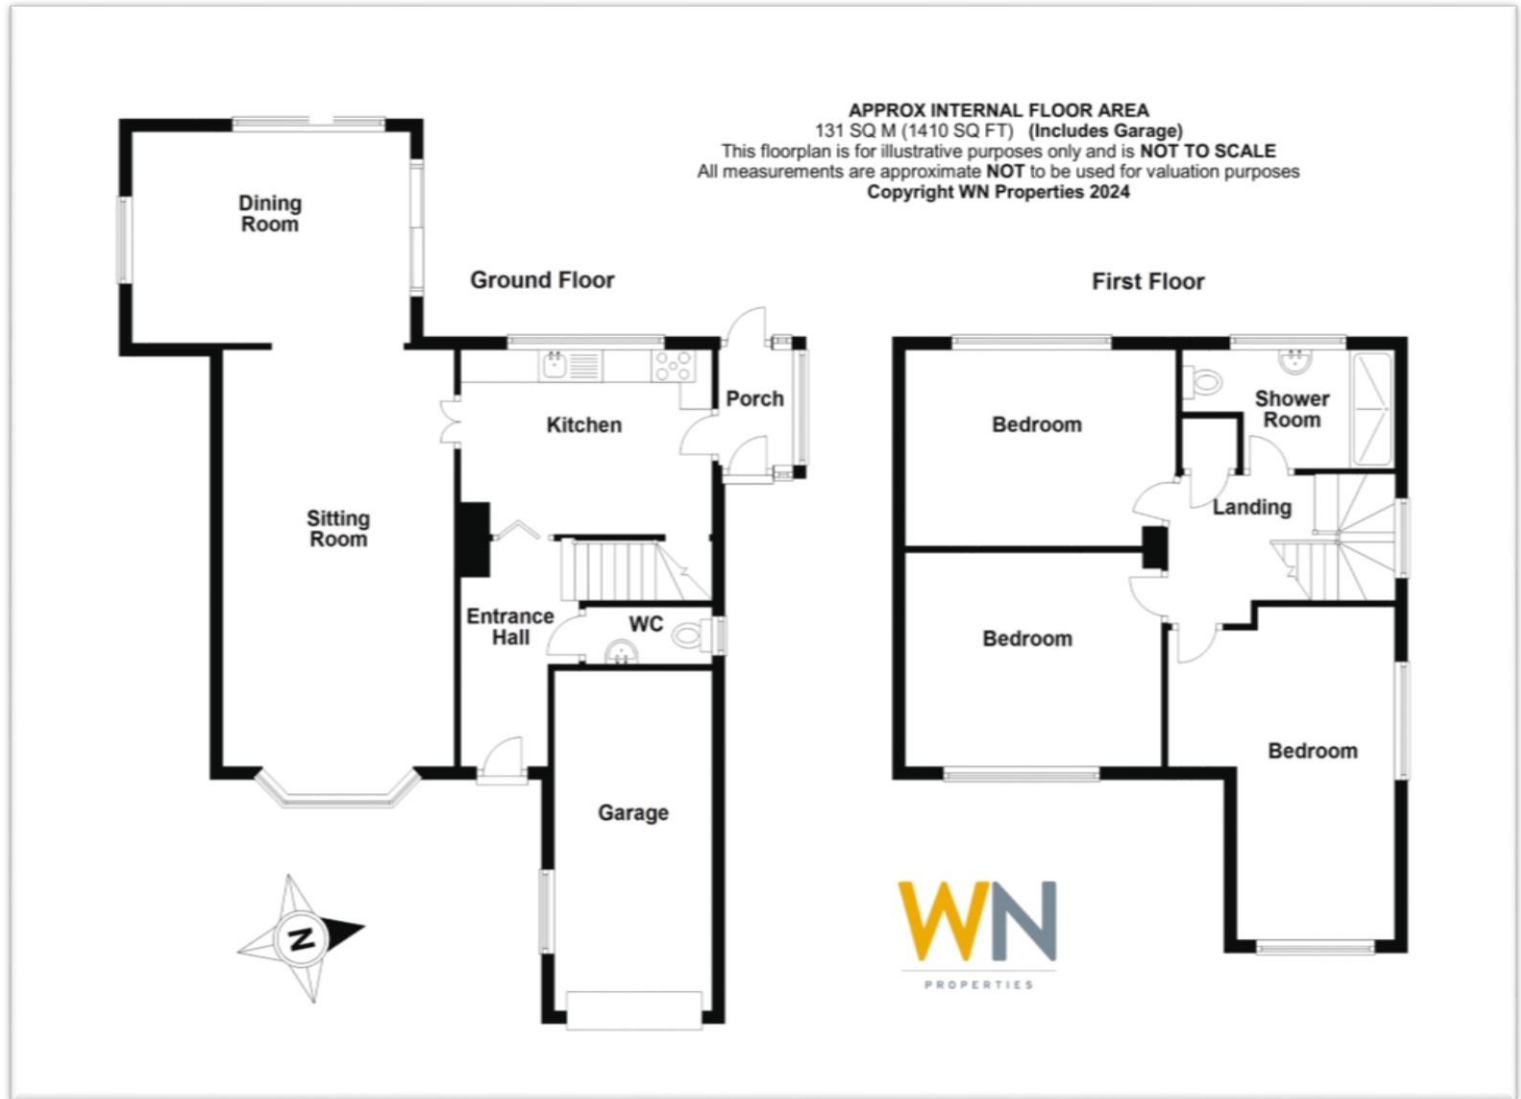 APPROX INTERNAL FLOOR AREA
131 SQ M (1410 SQ FT) (Includes Garage)
This floorplan is for illustrative purposes only and is NOT TO SCALE
All measurements are approximate NOT to be used for valuation purposes
Copyright WN Properties 2024
Ground Floor
Dining
Room
Kitchen
Porch
Sitting
Room
Entrance
Hall
WC
Garage
N
First Floor
Bedroom
Shower
Room
Landing
Bedroom
Bedroom
WN
PROPERTIES